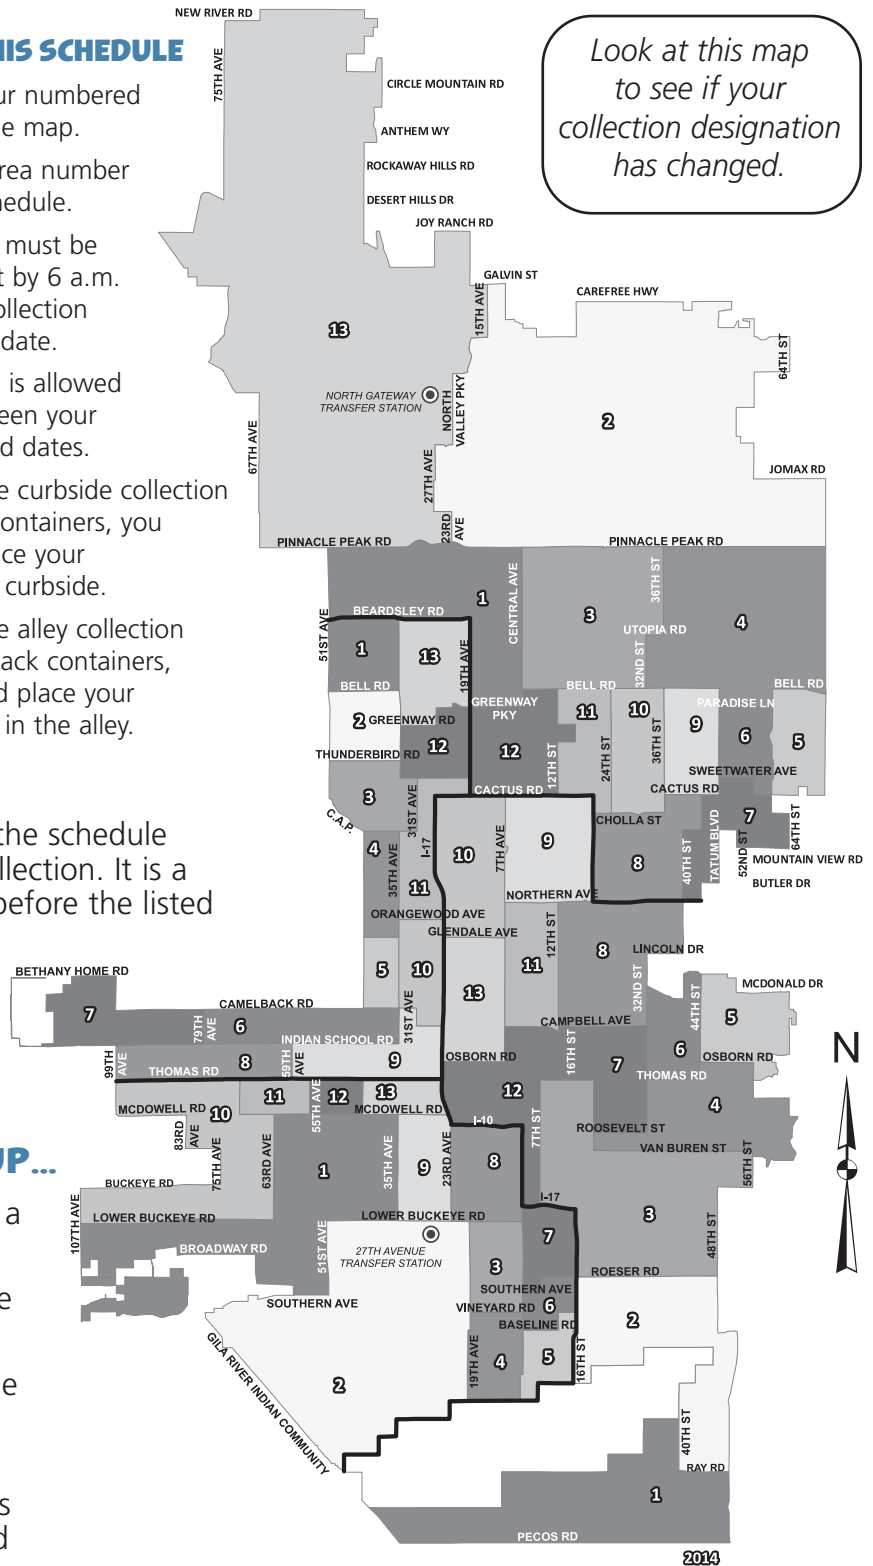 HIS SCHEDULE
ur numbered
e map.
rea number
hedule.
must be
t by 6 a.m.
ollection
date.
is allowed
een your
d dates.
e curbside collection
containers, you
ce your
curbside.
e alley collection
ack containers,
d place your
in the alley.
the schedule
llection. It is a
before the listed
UP...
a
e
e
s
d
Look at this map
to see if your
collection designation
has changed.
NEW RIVER RD
75TH AVE
CIRCLE MOUNTAIN RD
ANTHEM WY
ROCKAWAY HILLS RD
DESERT HILLS DR
JOY RANCH RD
GALVIN ST
15TH AVE
CAREFREE HWY
13
64TH ST
NORTH GATEWAY
TRANSFER STATION
NORTH
VALLEY PKY
2
67TH AVE
27TH AVE
JOMAX RD
23RD
AVE
PINNACLE PEAK RD
PINNACLE PEAK RD
CENTRAL AVE
36TH ST
1
BEARDSLEY RD
3
4
51ST AVE
UTOPIA RD
1
13
19TH AVE
32ND ST
BELL RD
BELL RD
BELL RD
GREENWAY
PKY
PARADISE LN
2
GREENWAY RD
11
10
9
6
5
12
12
THUNDERBIRD RD
12TH ST
24TH ST
36TH ST
SWEETWATER AVE
CACTUS RD
CACTUS RD
3
C.A.P.
31ST AVE
I-17
CHOLLA ST
7
TATUM BLVD
52ND ST
64TH ST
4
35TH AVE
10
7TH AVE
9
8
40TH ST
MOUNTAIN VIEW RD
BUTLER DR
11
NORTHERN AVE
ORANGEWOOD AVE
GLENDALE AVE
12TH ST
8
LINCOLN DR
5
10
11
BETHANY HOME RD
MCDONALD DR
13
32ND ST
44TH ST
7
CAMELBACK RD
79TH
AVE
6
31ST AVE
CAMPBELL AVE
5
INDIAN SCHOOL RD
16TH ST
6
99TH
AVE
8
59TH
AVE
9
OSBORN RD
7
OSBORN RD
THOMAS RD
THOMAS RD
11
12
13
12
4
10
MCDOWELL RD
55TH AVE
MCDOWELL RD
I-10
7TH ST
ROOSEVELT ST
83RD
AVE
VAN BUREN ST
75TH AVE
63RD AVE
1
35TH AVE
9
23RD AVE
8
56TH ST
BUCKEYE RD
I-17
107TH AVE
LOWER BUCKEYE RD
LOWER BUCKEYE RD
3
48TH ST
BROADWAY RD
51ST AVE
27TH AVENUE
TRANSFER STATION
7
3
ROESER RD
SOUTHERN AVE
SOUTHERN AVE
VINEYARD RD
6
BASELINE RD
2
GILA RIVER INDIAN COMMUNITY
2
19TH AVE
4
5
16TH ST
40TH ST
RAY RD
1
PECOS RD
2014
N